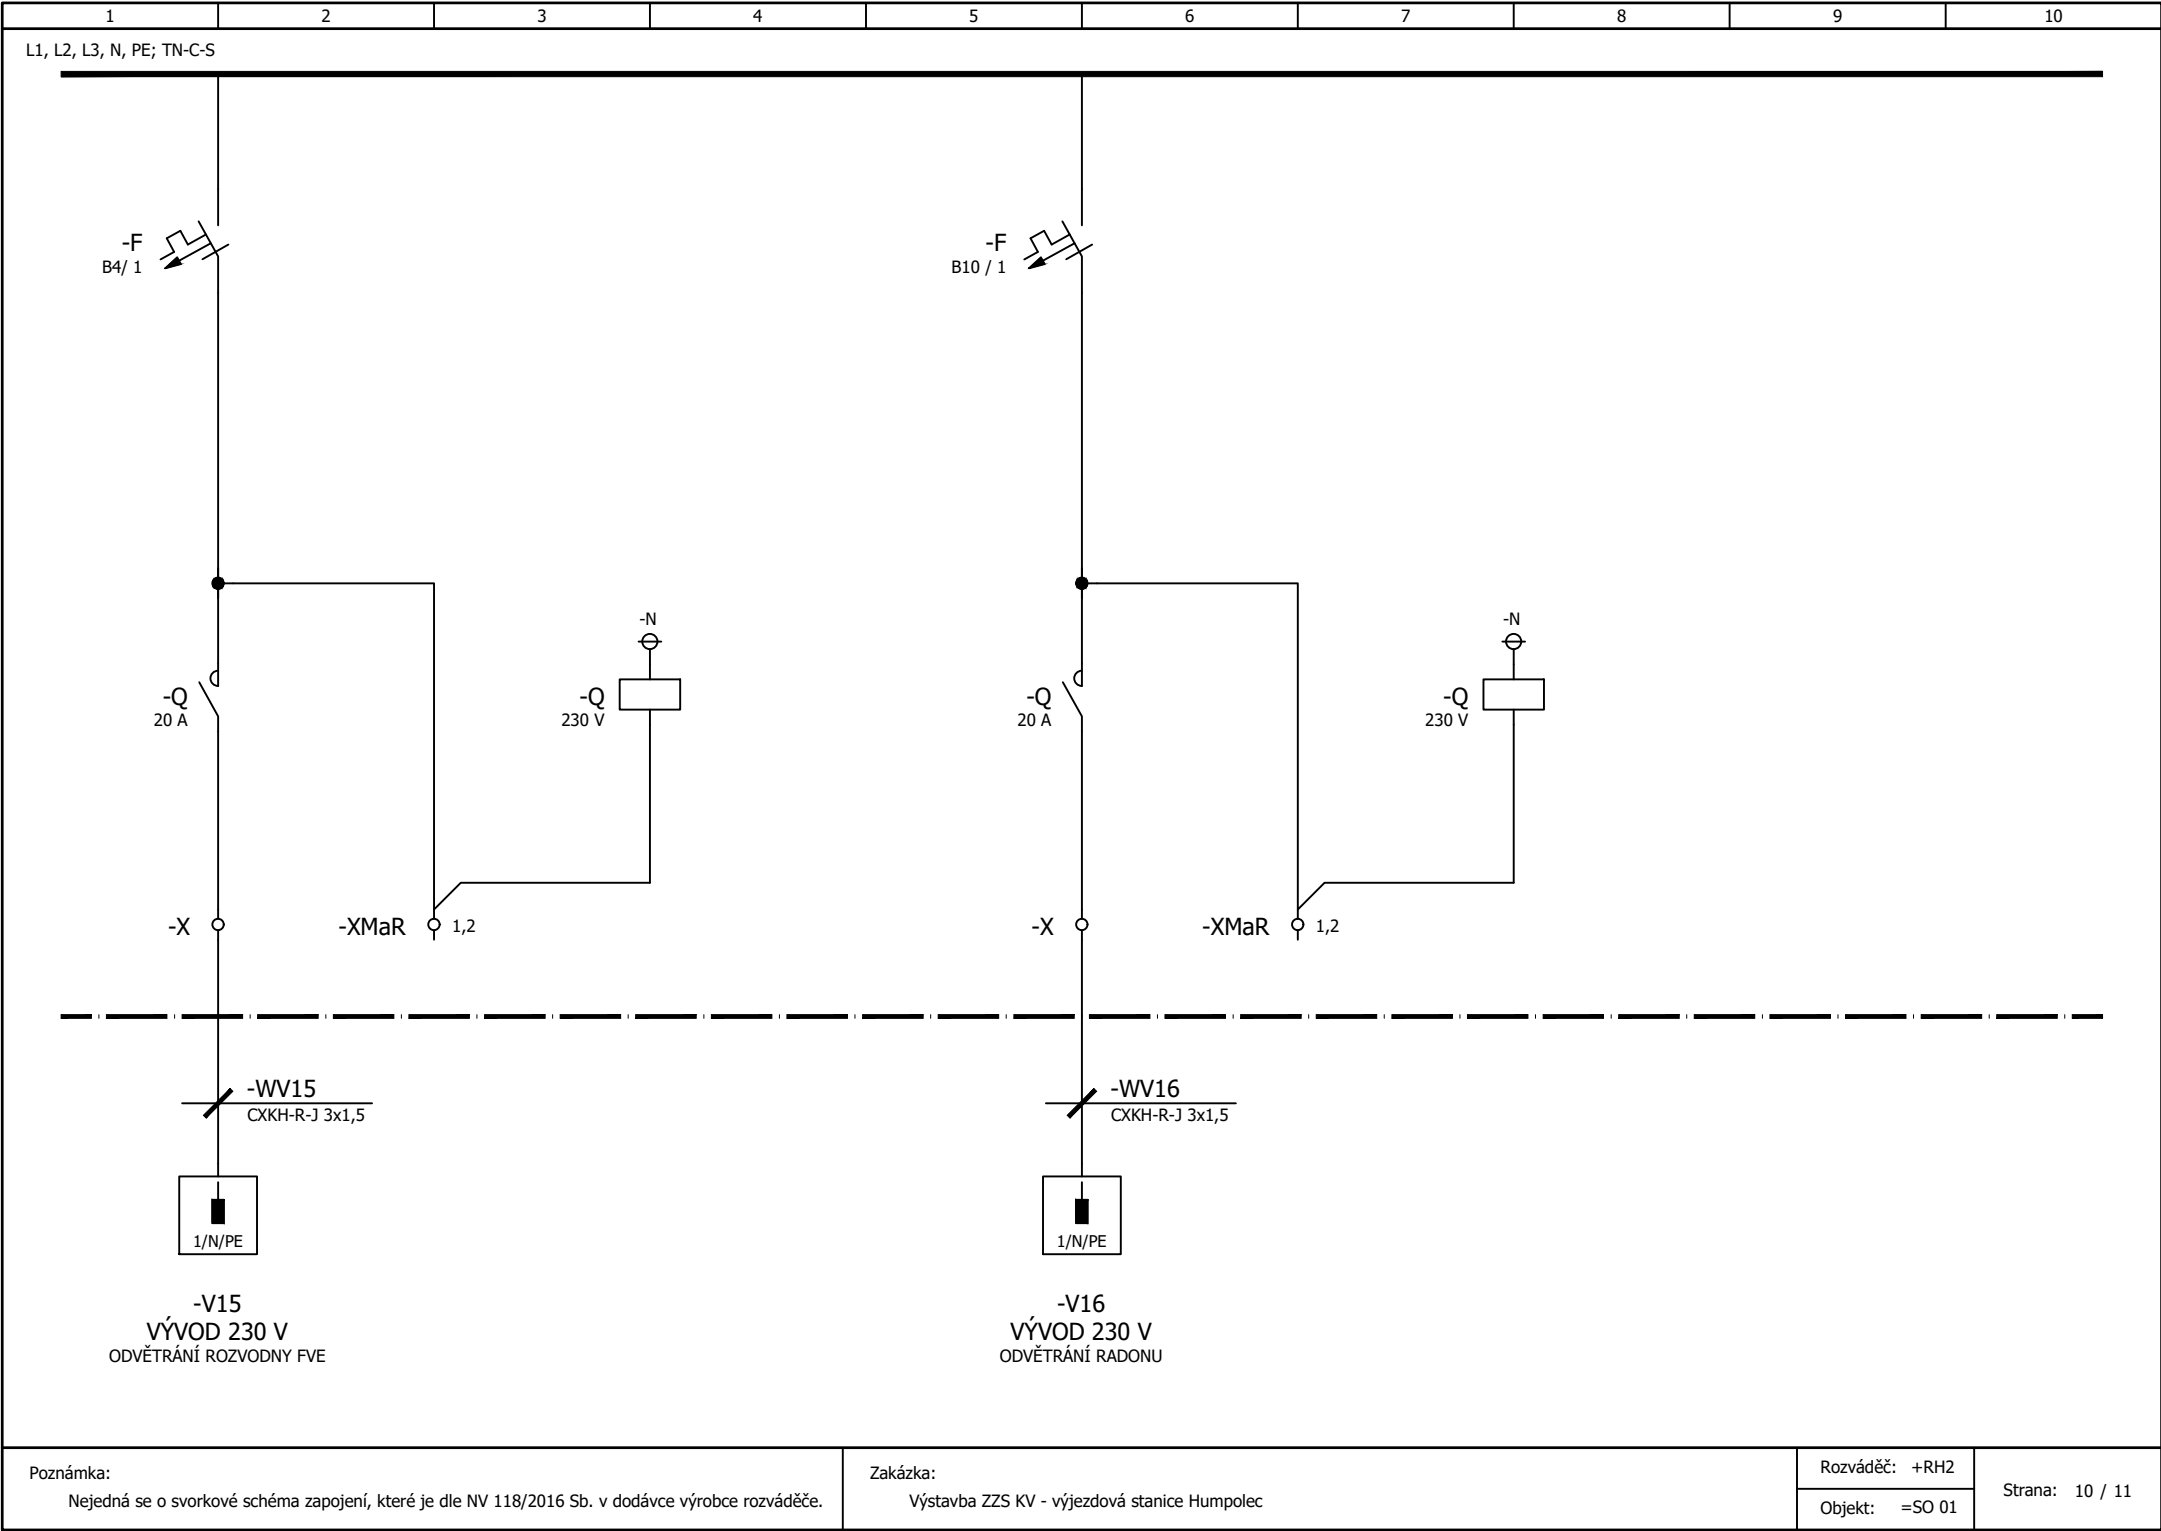 1 2 3 4 5 6 7 8 9 10
L1, L2, L3, N, PE; TN-C-S
-F
B4/ 1
-F
B10 / 1
-N
-N
-Q
20 A
-Q
230 V
-Q
20 A
-Q
230 V
-X
-XMaR 1,2
-X
-XMaR 1,2
-WV15
CXKH-R-J 3x1,5
-WV16
CXKH-R-J 3x1,5
1/N/PE
1/N/PE
-V15
VÝVOD 230 V
ODVĚTRÁNÍ ROZVODNY FVE
-V16
VÝVOD 230 V
ODVĚTRÁNÍ RADONU
Poznámka:
Nejedná se o svorkové schéma zapojení, které je dle NV 118/2016 Sb. v dodávce výrobce rozváděče.
Zakázka:
Výstavba ZZS KV - výjezdová stanice Humpolec
Rozváděč: +RH2
Objekt: =SO 01
Strana: 10 / 11